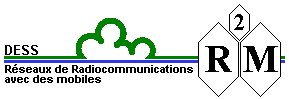 DESS
Réseaux de Radiocommunications
avec des mobiles
2
R M